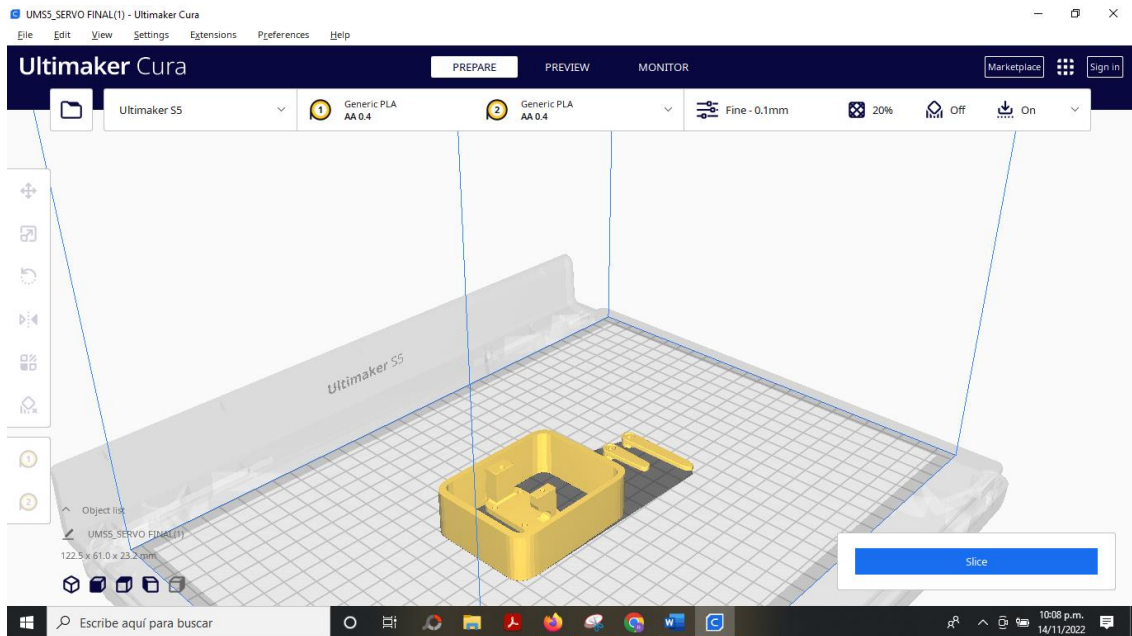 UMS5_SERVO FINAL(1) - Ultimaker Cura
File Edit View Settings Extensions Preferences Help
Ultimaker Cura PREPARE PREVIEW MONITOR Marketplace Sign in
Ultimaker S5 1 Generic PLA AA 0.4 2 Generic PLA AA 0.4 Fine - 0.1mm 20% Off On
Ultimaker S5
1
2
Object list
UMS5_SERVO FINAL(1)
122.5 x 61.0 x 23.2 mm
Slice
Escribe aquí para buscar
10:08 p.m.
14/11/2022